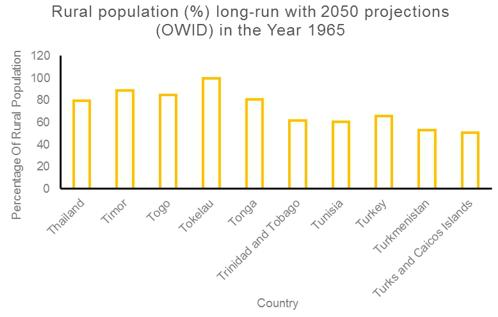 Rural population (%) long-run with 2050 projections
(OWID) in the Year 1965
Percentage Of Rural Population
120
100
80
60
40
20
0
Thailand
Timor
Togo
Tokelau
Tonga
Trinidad and Tobago
Tunisia
Turkey
Turkmenistan
Turks and Caicos Islands
Country